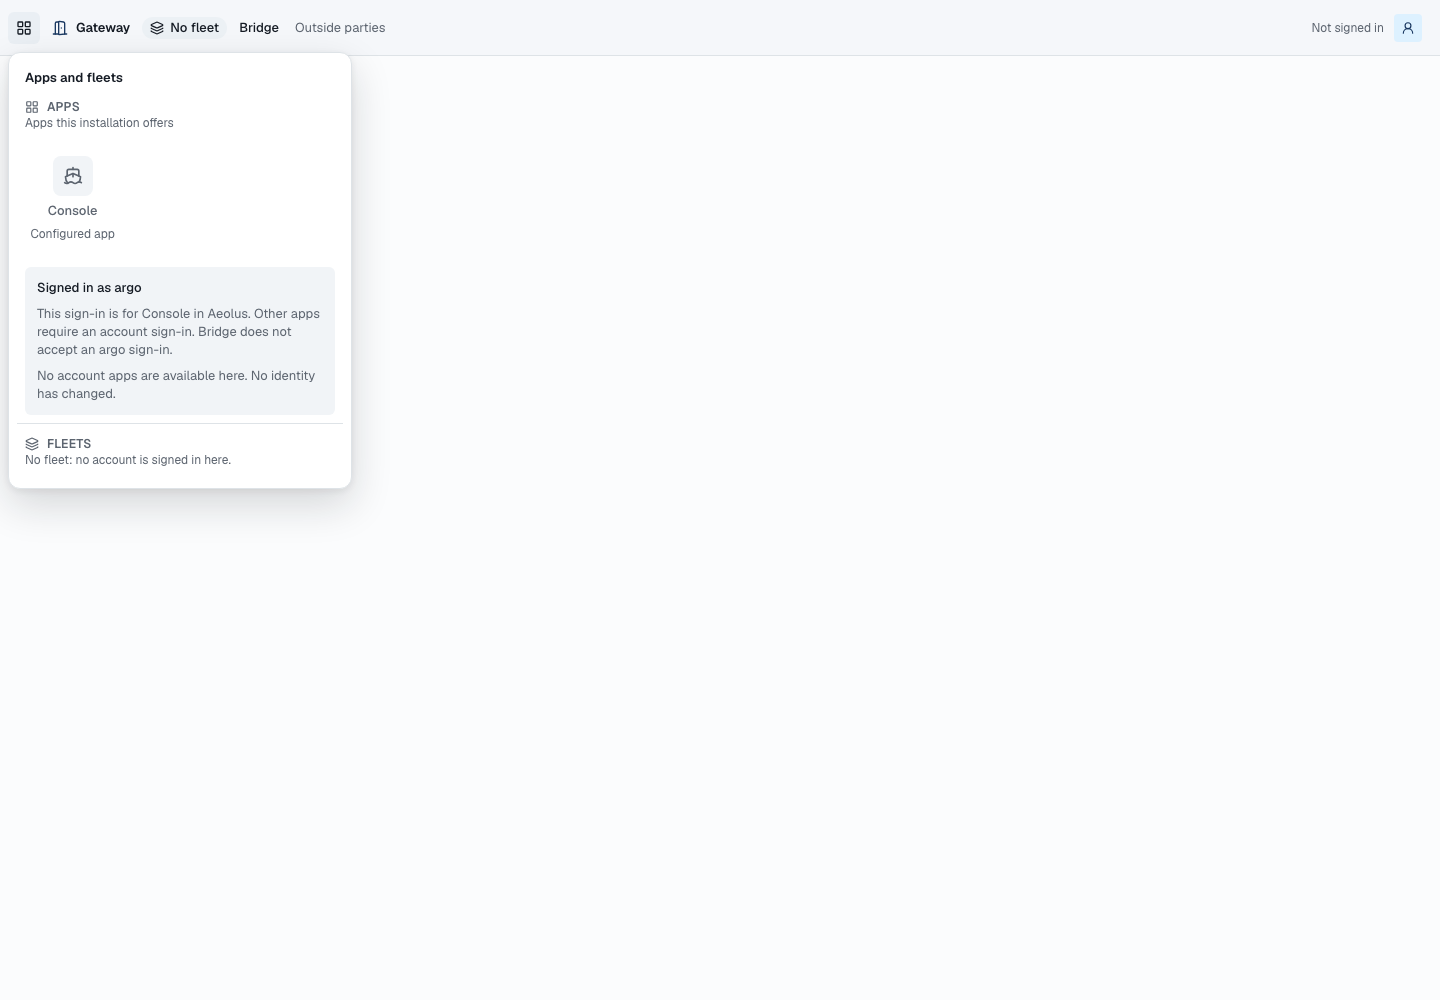 Gateway
No fleet
Bridge
Outside parties
Not signed in
Apps and fleets
APPS
Apps this installation offers
Console
Configured app
Signed in as argo
This sign-in is for Console in Aeolus. Other apps
require an account sign-in. Bridge does not
accept an argo sign-in.
No account apps are available here. No identity
has changed.
FLEETS
No fleet: no account is signed in here.